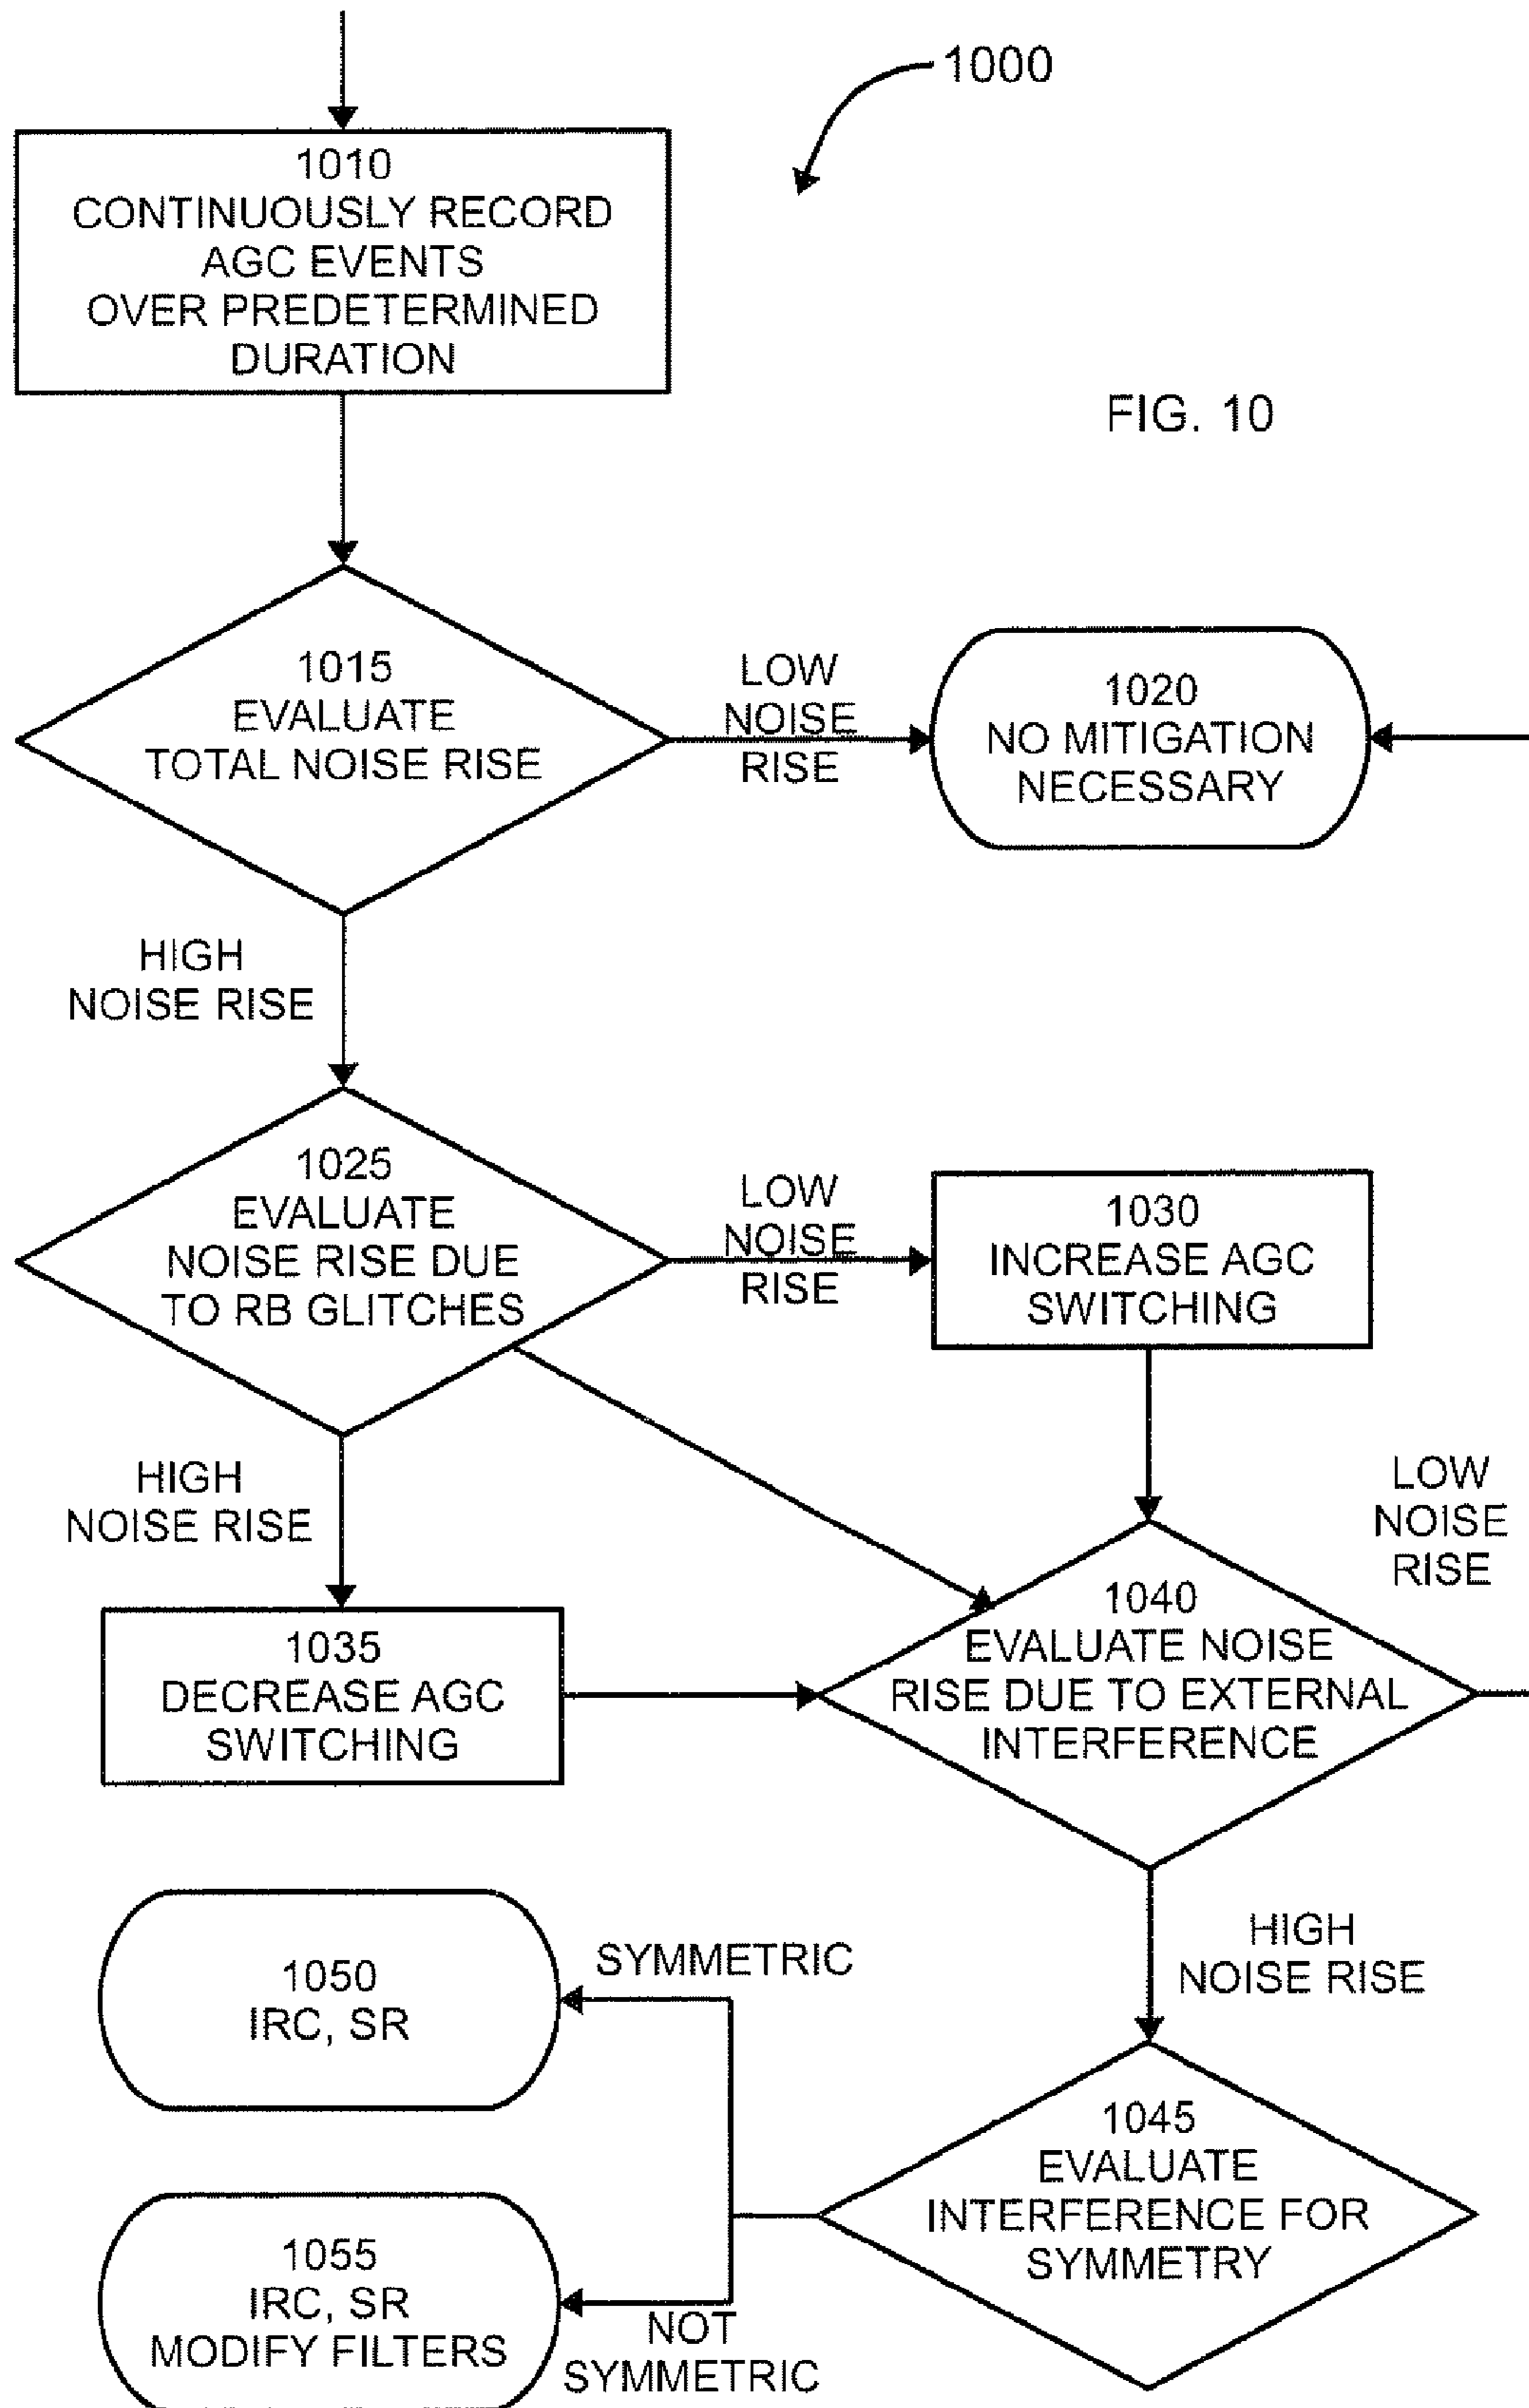 1000
1010
CONTINUOUSLY RECORD
AGC EVENTS
OVER PREDETERMINED
DURATION
FIG. 10
1015
EVALUATE
TOTAL NOISE RISE
LOW
NOISE
RISE
1020
NO MITIGATION
NECESSARY
HIGH
NOISE RISE
1025
EVALUATE
NOISE RISE DUE
TO RB GLITCHES
LOW
NOISE
RISE
1030
INCREASE AGC
SWITCHING
HIGH
NOISE RISE
LOW
NOISE
RISE
1035
DECREASE AGC
SWITCHING
1040
EVALUATE NOISE
RISE DUE TO EXTERNAL
INTERFERENCE
HIGH
NOISE RISE
SYMMETRIC
1050
IRC, SR
1045
EVALUATE
INTERFERENCE FOR
SYMMETRY
1055
IRC, SR
MODIFY FILTERS
NOT
SYMMETRIC